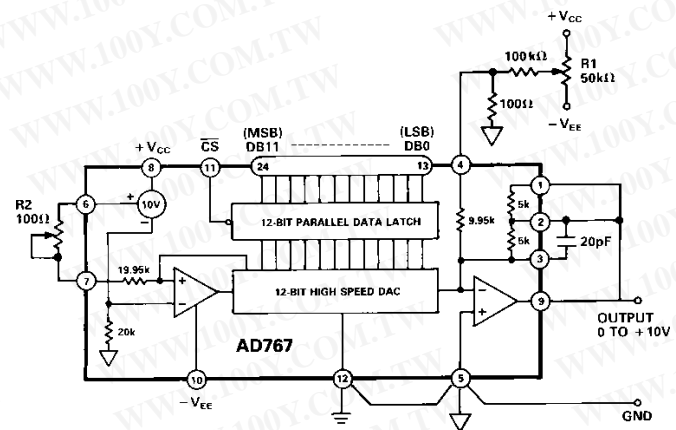 +VCC
100kΩ
R1
50kΩ
100Ω
-VEE
+VCC
CS
(MSB)
DB11
(LSB)
DB0
8
11
24
13
4
R2
100Ω
6
+
10V
-
12-BIT PARALLEL DATA LATCH
9.95k
5k
1
2
5k
20pF
3
7
19.95k
+
-
12-BIT HIGH SPEED DAC
-
+
9
OUTPUT
0 TO +10V
20k
AD767
10
12
5
-VEE
GND
WWW.100Y.COM.TW